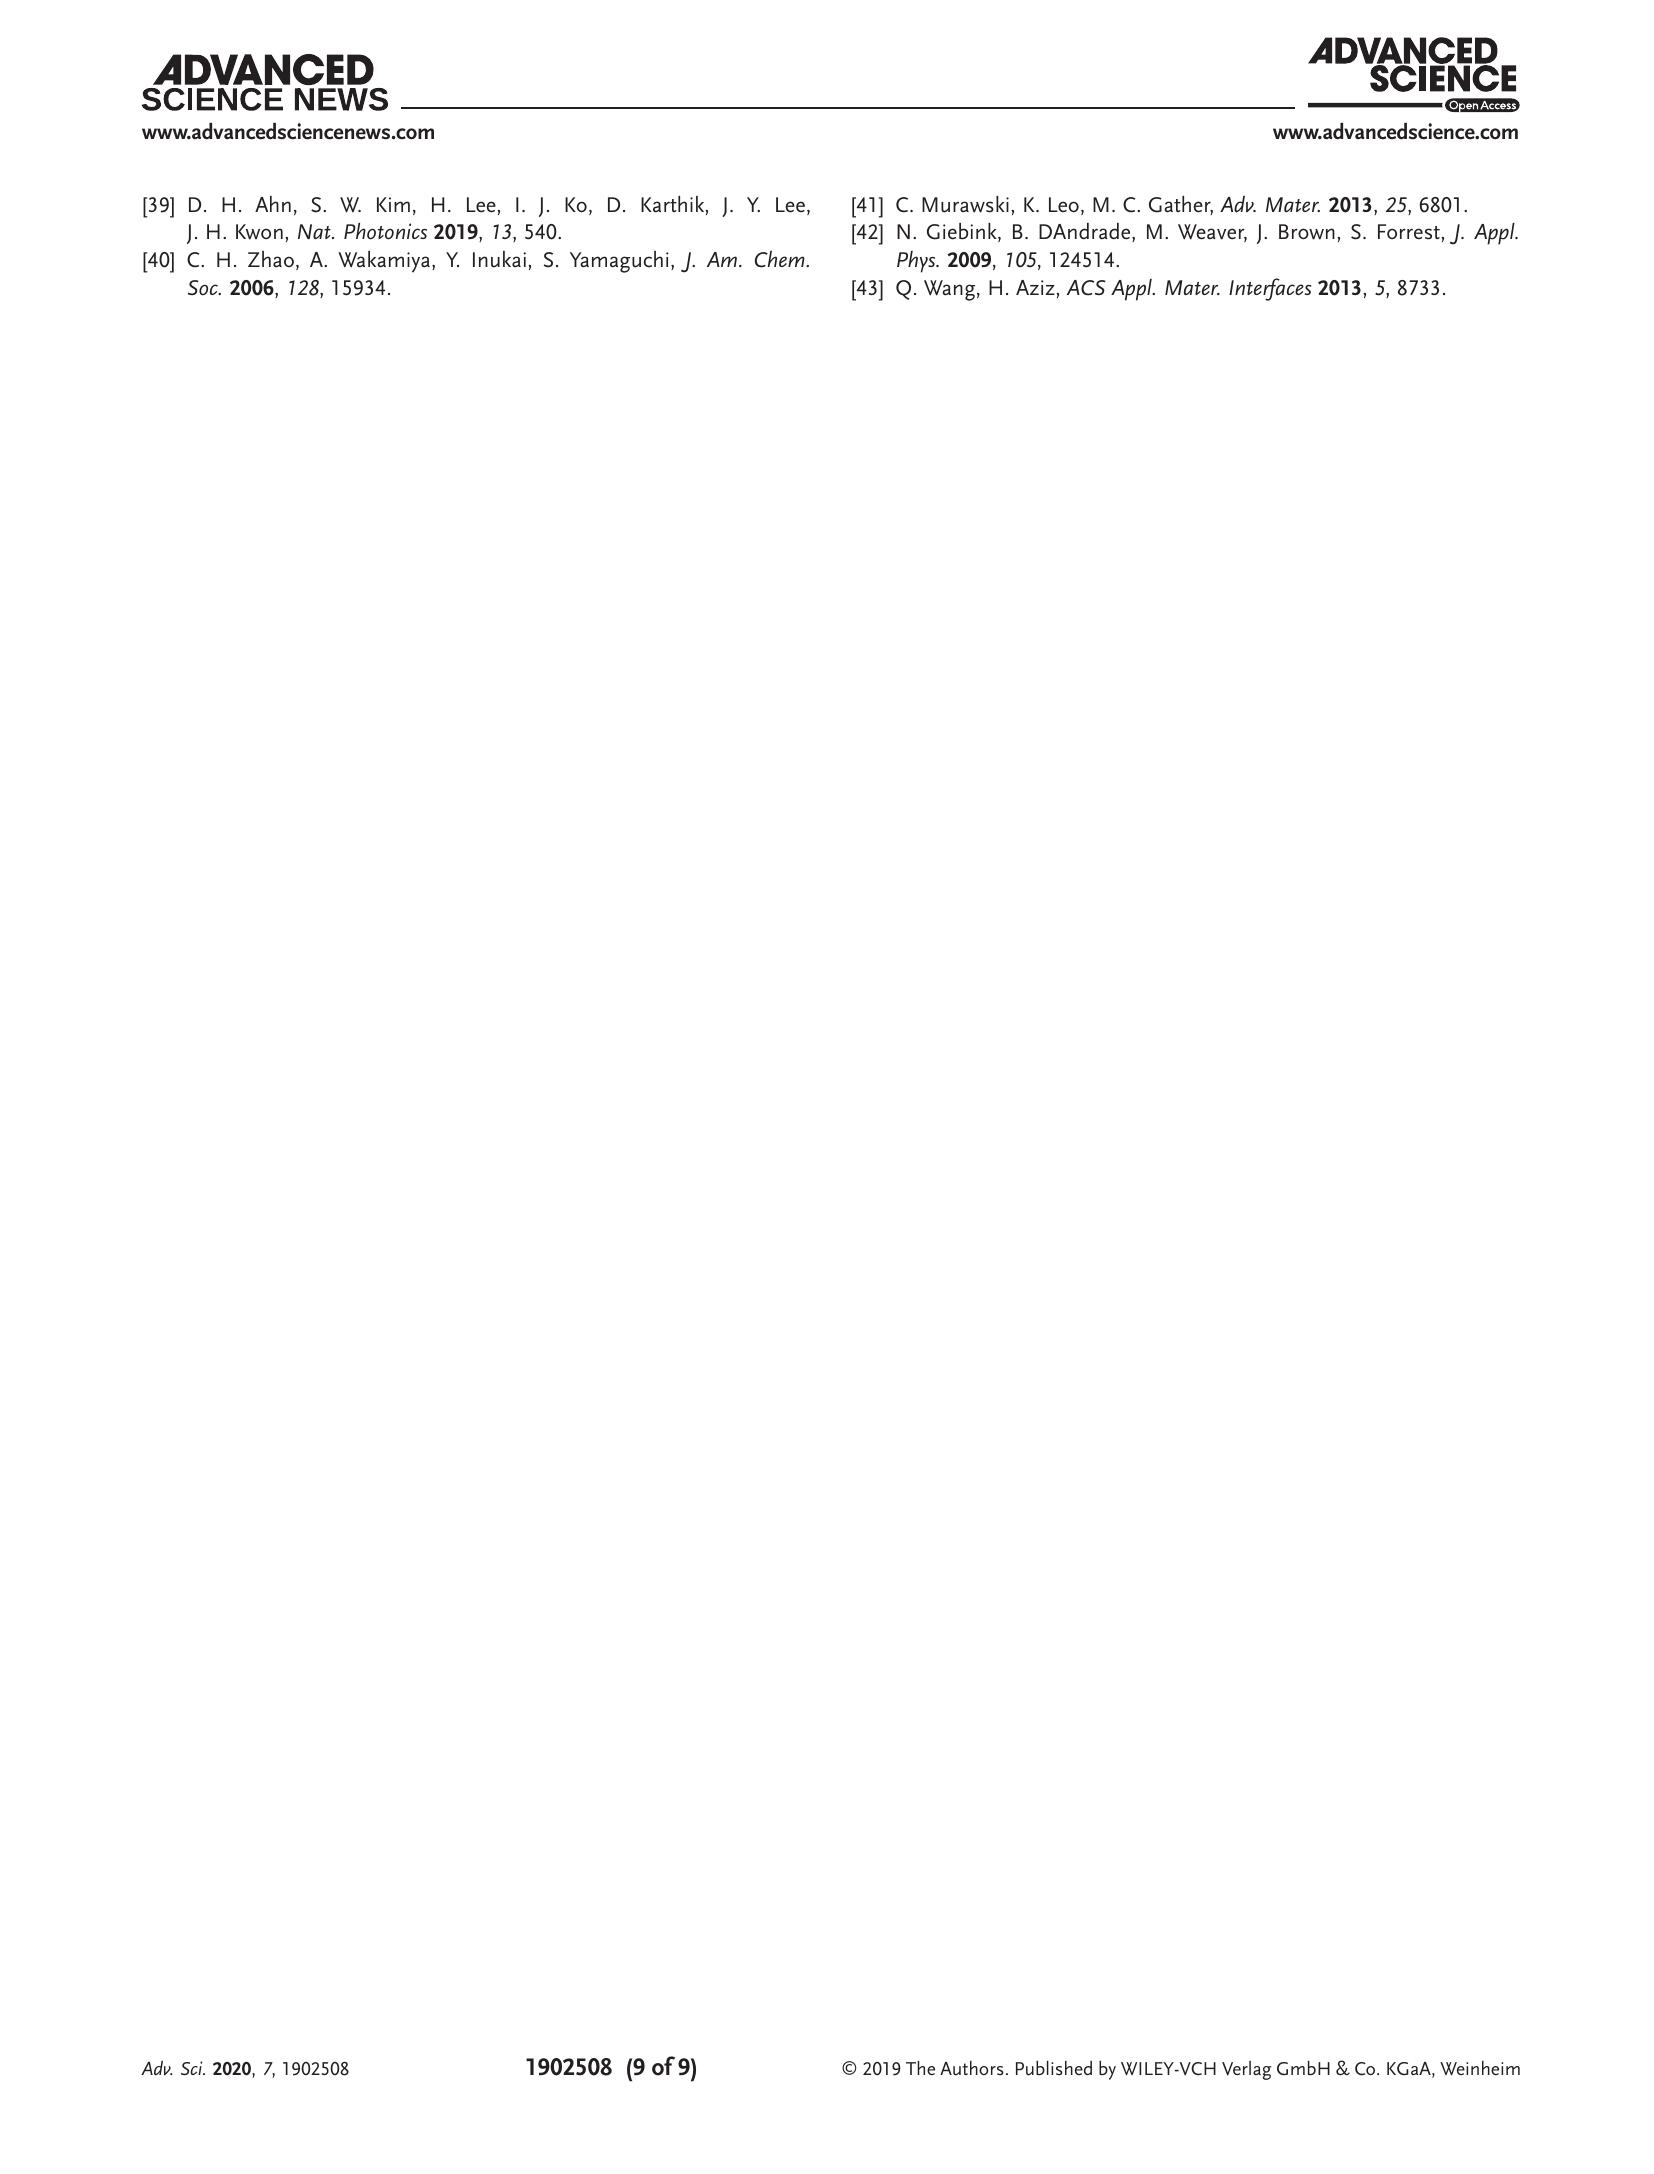 ADVANCED
SCIENCE NEWS
www.advancedsciencenews.com
ADVANCED
SCIENCE
Open Access
www.advancedscience.com
[39] D. H. Ahn, S. W. Kim, H. Lee, I. J. Ko, D. Karthik, J. Y. Lee,
J. H. Kwon, Nat. Photonics 2019, 13, 540.
[40] C. H. Zhao, A. Wakamiya, Y. Inukai, S. Yamaguchi, J. Am. Chem.
Soc. 2006, 128, 15934.
[41] C. Murawski, K. Leo, M. C. Gather, Adv. Mater. 2013, 25, 6801.
[42] N. Giebink, B. DAndrade, M. Weaver, J. Brown, S. Forrest, J. Appl.
Phys. 2009, 105, 124514.
[43] Q. Wang, H. Aziz, ACS Appl. Mater. Interfaces 2013, 5, 8733.
Adv. Sci. 2020, 7, 1902508
1902508 (9 of 9)
© 2019 The Authors. Published by WILEY-VCH Verlag GmbH & Co. KGaA, Weinheim